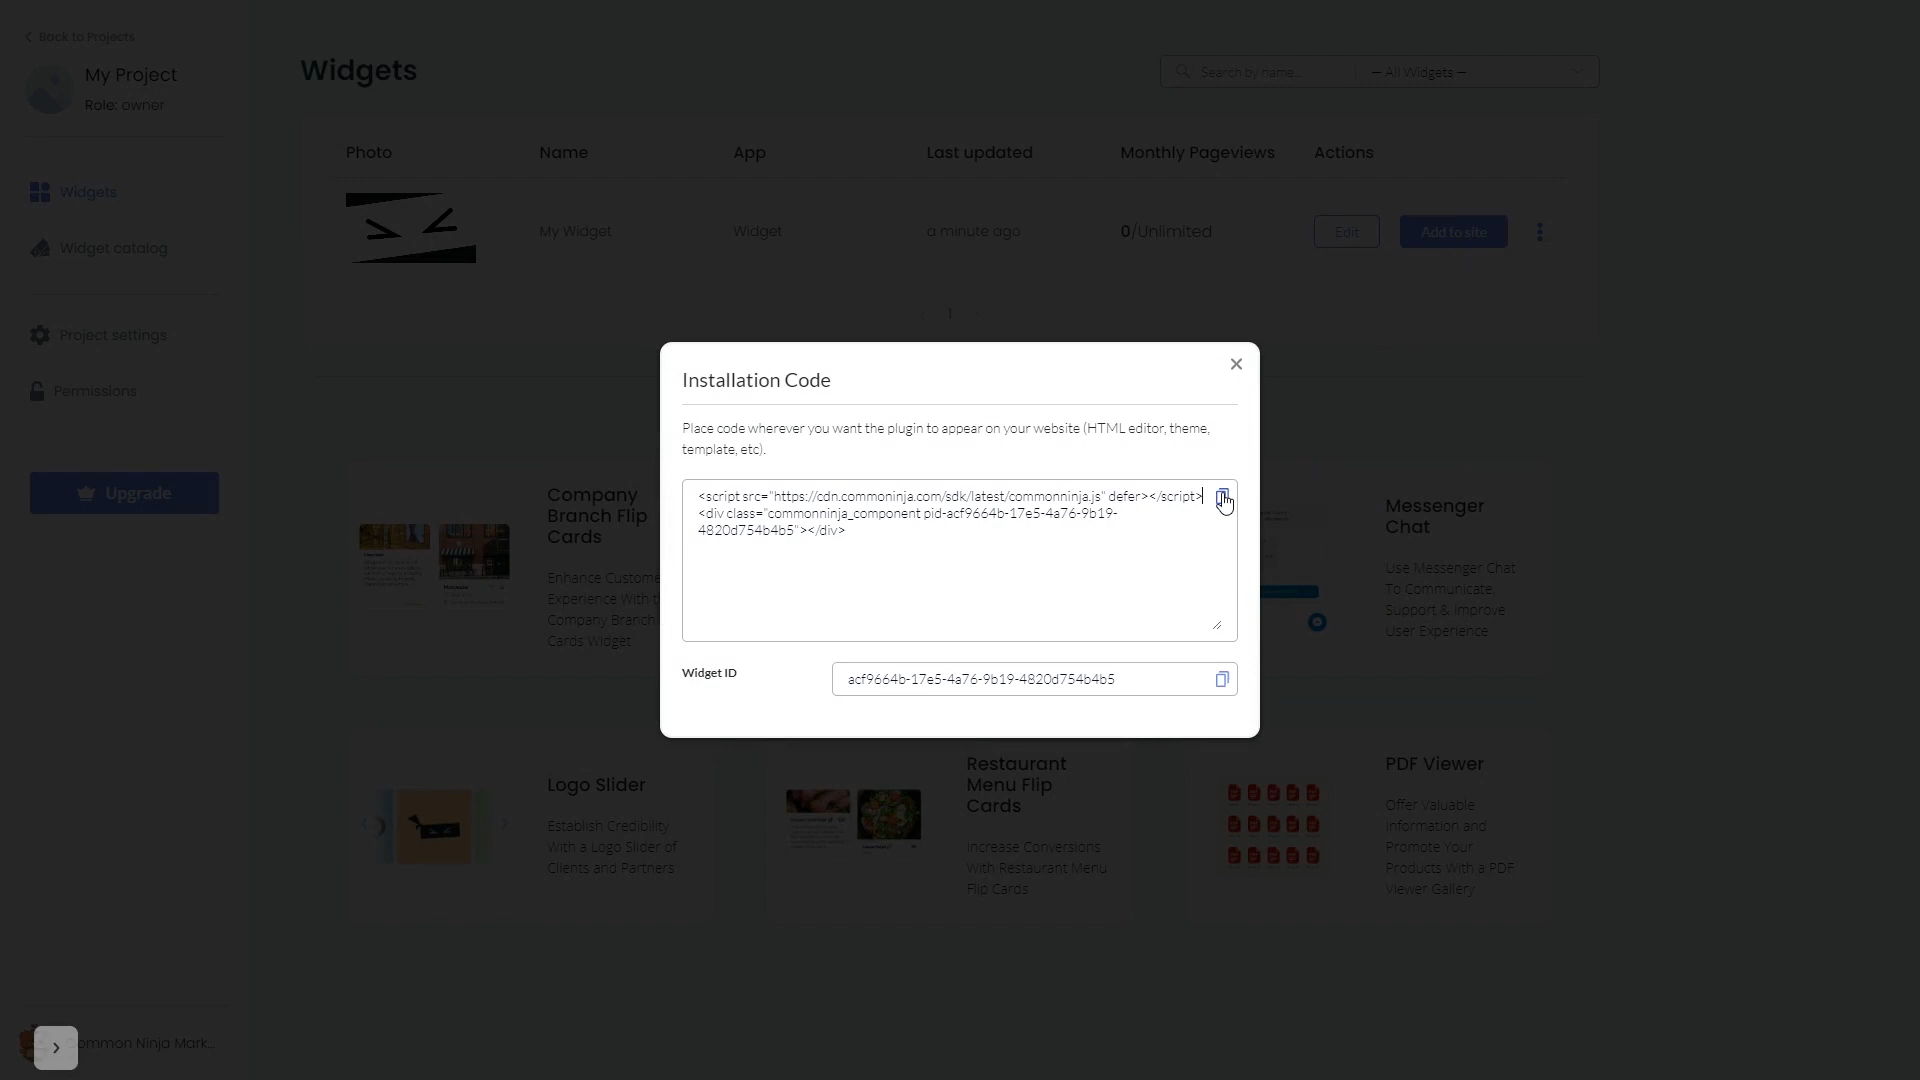 Back to Projects
My Project
Role: owner
Widgets
Widget catalog
Project settings
Permissions
Upgrade
Common Ninja Mark...
Widgets
Search by name...
— All Widgets —
Photo Name App Last updated Monthly Pageviews Actions
My Widget Widget a minute ago 0/Unlimited Edit Add to site
1
Installation Code
Place code wherever you want the plugin to appear on your website (HTML editor, theme,
template, etc).
<script src="https://cdn.commoninja.com/sdk/latest/commonninja.js" defer></script>
<div class="commonninja_component pid-acf9664b-17e5-4a76-9b19-
4820d754b4b5"></div>
Widget ID
acf9664b-17e5-4a76-9b19-4820d754b4b5
Company
Branch Flip
Cards
Enhance Custome
Experience With t
Company Branch
Cards Widget
Messenger
Chat
Use Messenger Chat
To Communicate,
Support & Improve
User Experience
Logo Slider
Establish Credibility
With a Logo Slider of
Clients and Partners
Restaurant
Menu Flip
Cards
Increase Conversions
With Restaurant Menu
Flip Cards
PDF Viewer
Offer Valuable
Information and
Promote Your
Products With a PDF
Viewer Gallery